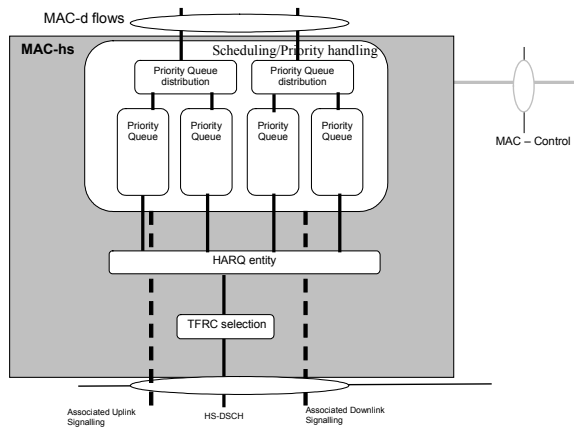 MAC-d flows
MAC-hs
Scheduling/Priority handling
Priority Queue
distribution
Priority Queue
distribution
Priority
Queue
Priority
Queue
Priority
Queue
Priority
Queue
MAC – Control
HARQ entity
TFRC selection
Associated Uplink
Signalling
HS-DSCH
Associated Downlink
Signalling